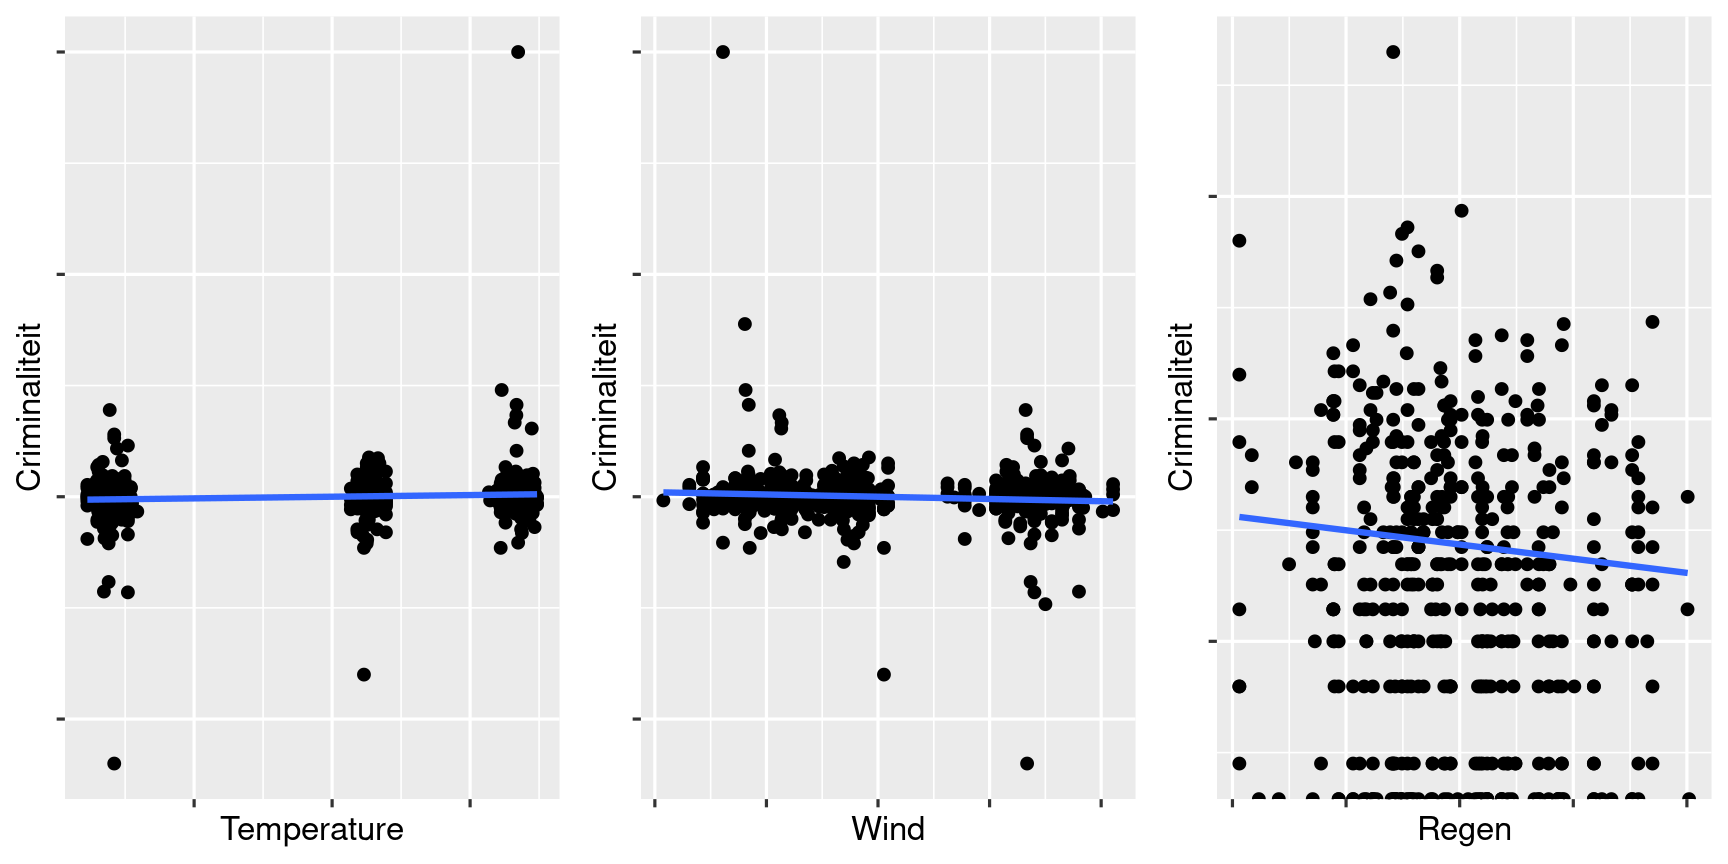 Criminaliteit
Temperature
Criminaliteit
Wind
Criminaliteit
Regen